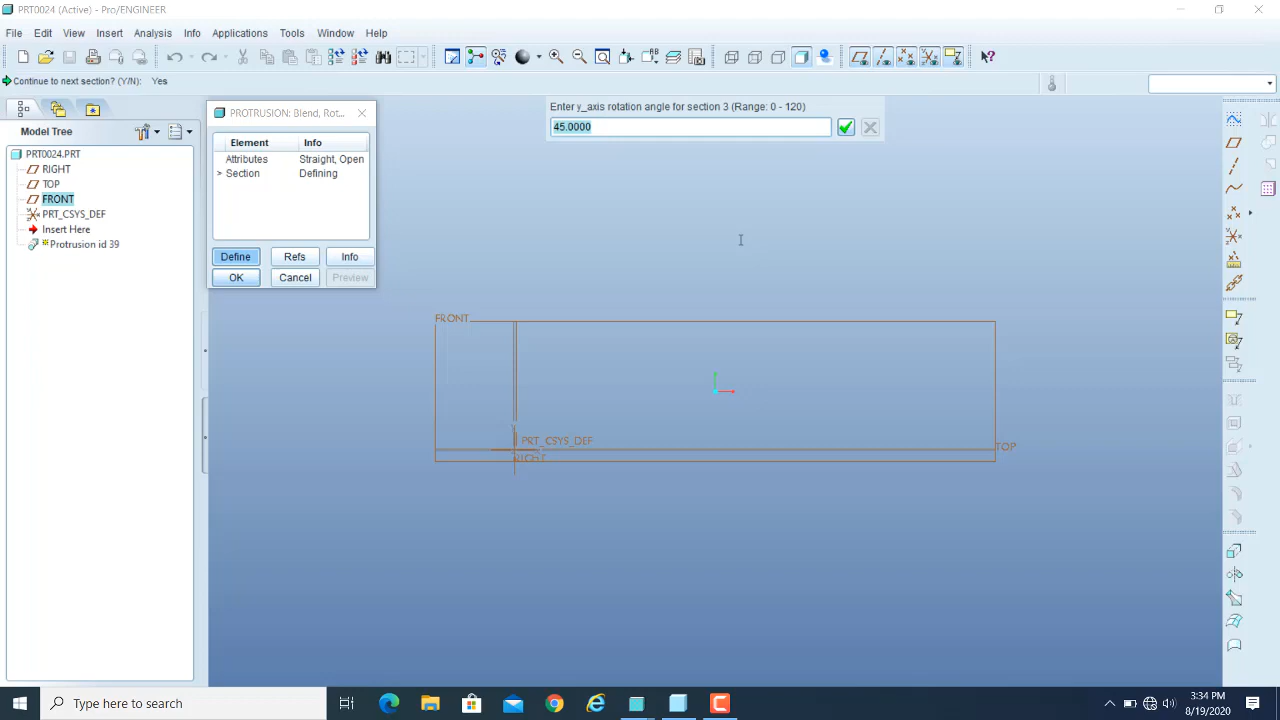 PRT0024 (Active) - Pro/ENGINEER
File Edit View Insert Analysis Info Applications Tools Window Help
Continue to next section? (Y/N): Yes
Enter y_axis rotation angle for section 3 (Range: 0 - 120)
45.0000
Model Tree
PRT0024.PRT
RIGHT
TOP
FRONT
PRT_CSYS_DEF
Insert Here
Protrusion id 39
PROTRUSION: Blend, Rot...
Element Info
Attributes Straight, Open
> Section Defining
Define Refs Info
OK Cancel Preview
FRONT
PRT_CSYS_DEF
TOP
RIGHT
Type here to search
3:34 PM
8/19/2020